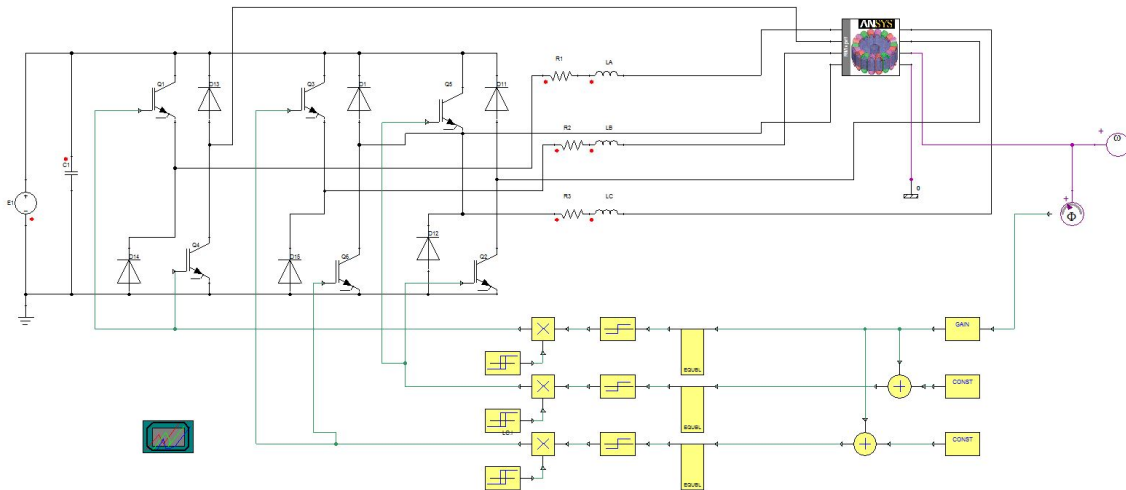 ANSYS
R1
LA
Q1
D13
Q3
D1
Q5
D11
R2
LB
ω
C1
E1
0
R3
LC
Φ
Q4
D12
D14
D15
Q6
Q2
GAIN
EQUBL
CONST
EQUBL
LC.I
CONST
EQUBL